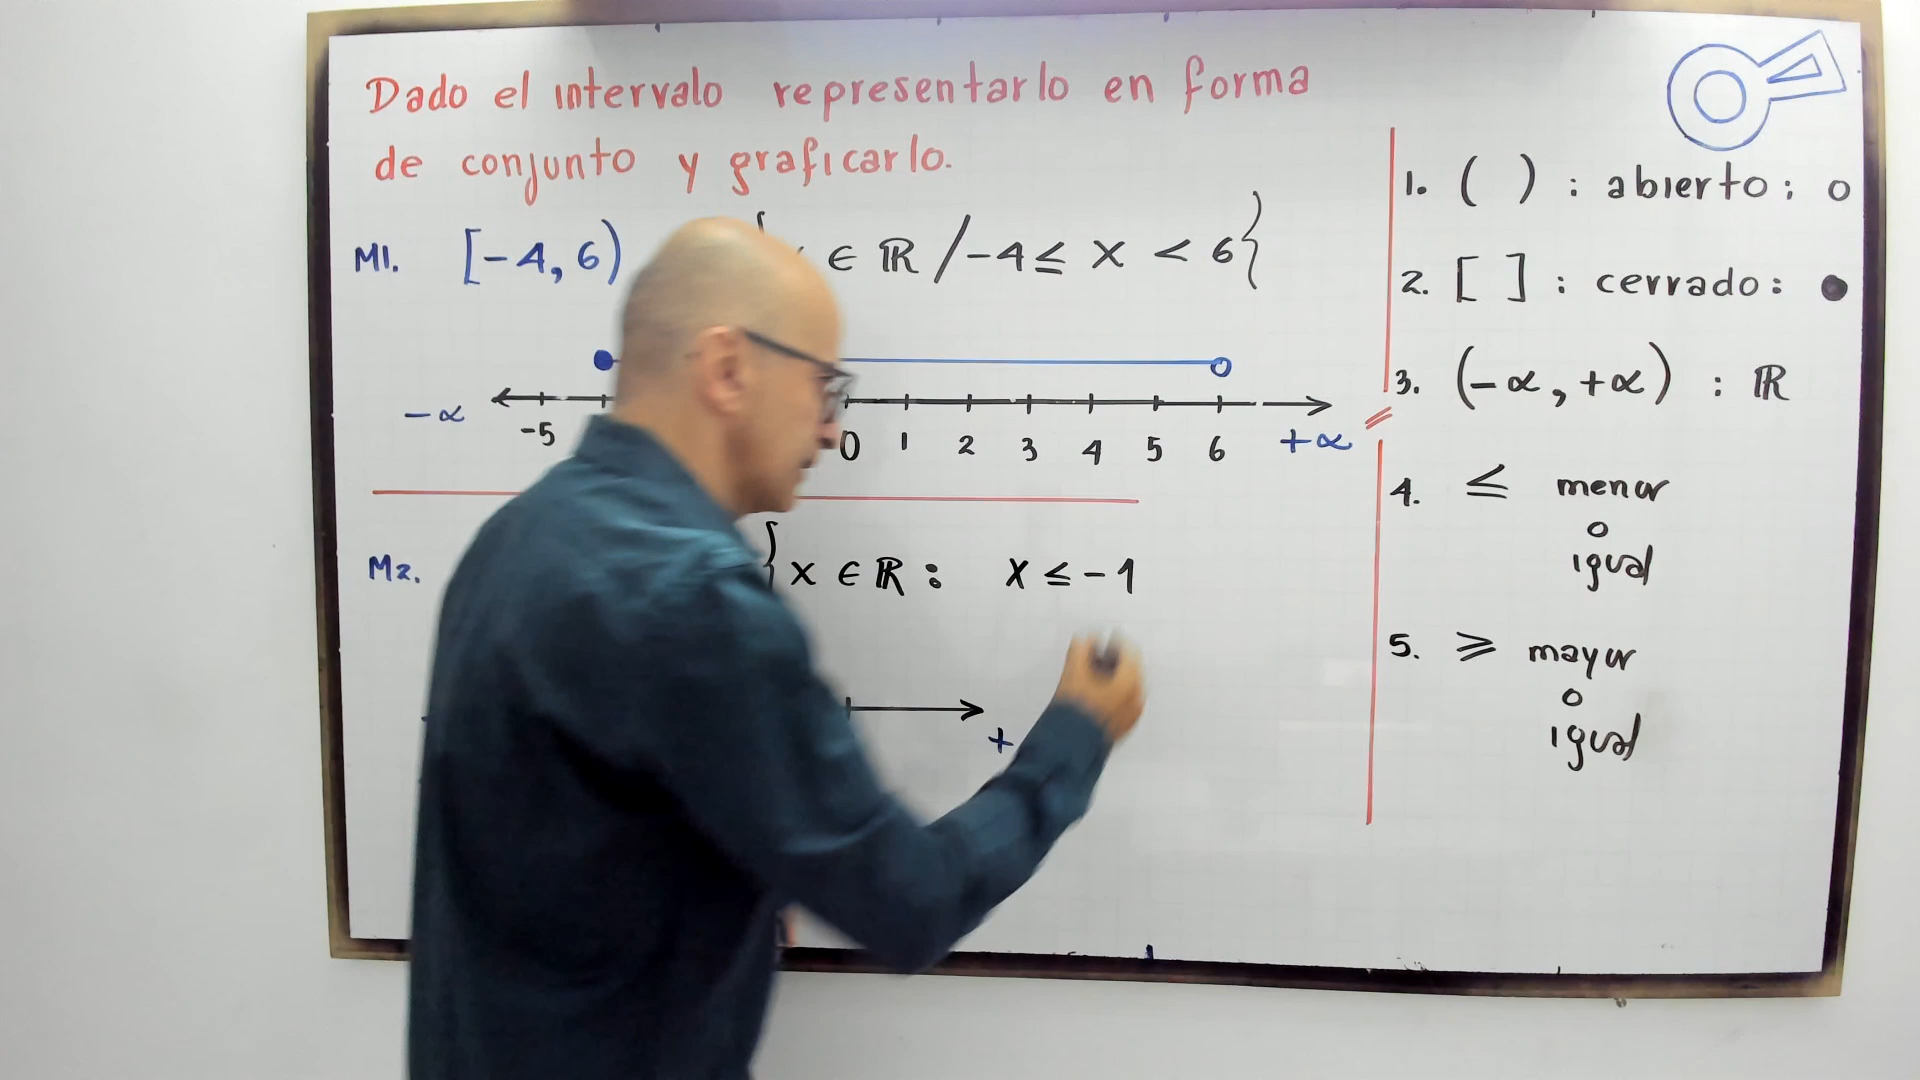 Dado el intervalo representarlo en forma
de conjunto y graficarlo.
M1. [-4, 6) ∈ ℝ / -4 ≤ x < 6}
-∝ -5 0 1 2 3 4 5 6 +∝
M2. {x ∈ ℝ : x ≤ -1
+
1. ( ) : abierto: o
2. [ ] : cerrado: ●
3. (-∝, +∝) : ℝ
4. ≤ menor
o
igual
5. ≥ mayor
o
igual